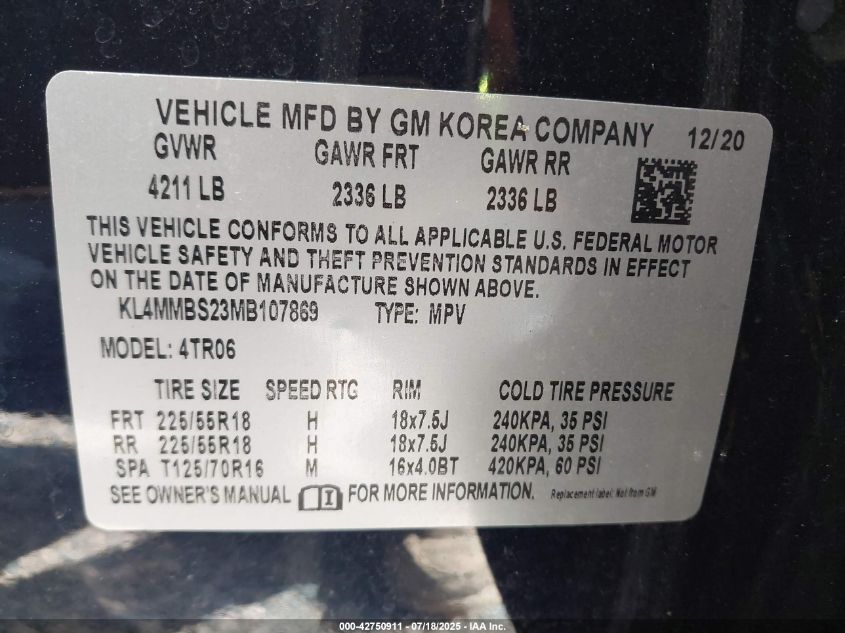 VEHICLE MFD BY GM KOREA COMPANY 12/20
GVWR GAWR FRT GAWR RR
4211 LB 2336 LB 2336 LB
THIS VEHICLE CONFORMS TO ALL APPLICABLE U.S. FEDERAL MOTOR
VEHICLE SAFETY AND THEFT PREVENTION STANDARDS IN EFFECT
ON THE DATE OF MANUFACTURE SHOWN ABOVE.
KL4MMBS23MB107869 TYPE: MPV
MODEL: 4TR06
TIRE SIZE SPEED RTG RIM COLD TIRE PRESSURE
FRT 225/55R18 H 18x7.5J 240KPA, 35 PSI
RR 225/55R18 H 18x7.5J 240KPA, 35 PSI
SPA T125/70R16 M 16x4.0BT 420KPA, 60 PSI
SEE OWNER'S MANUAL FOR MORE INFORMATION. Replacement label: Not from GM
000-42750911 - 07/18/2025 - IAA Inc.